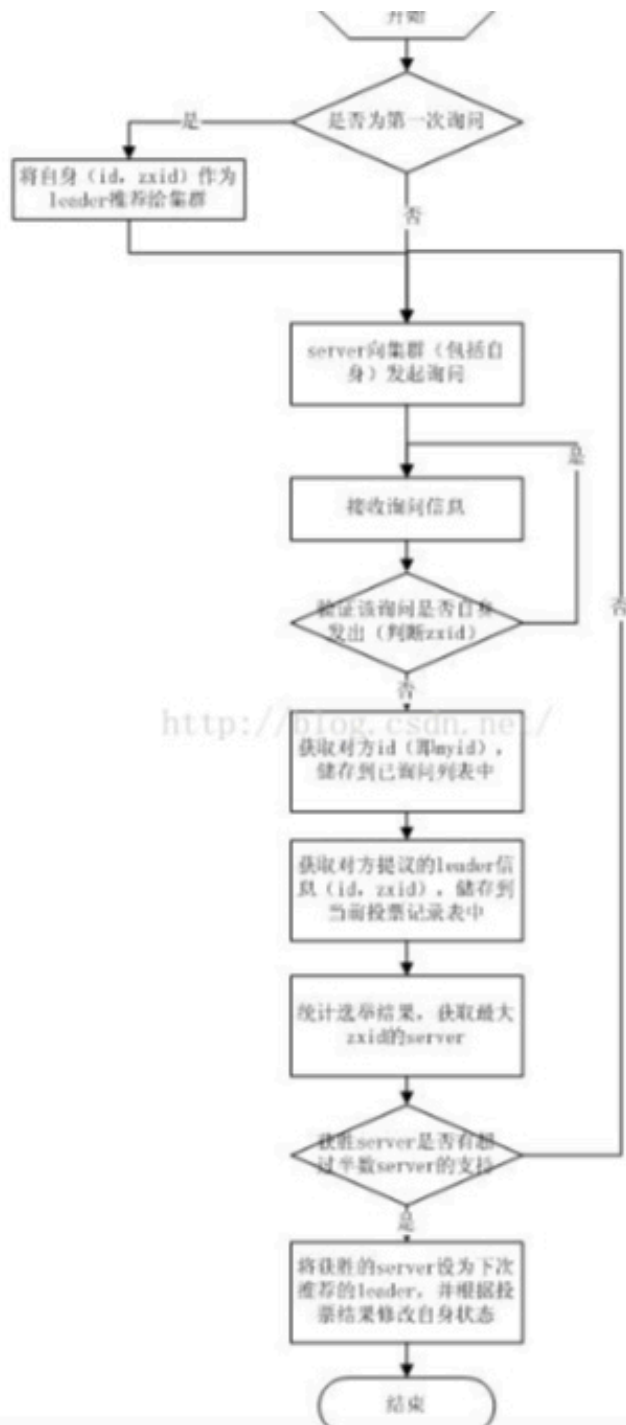 开始
是否为第一次询问
是
将自身（id，zxid）作为
leader推荐给集群
否
server向集群（包括自
身）发起询问
是
接收询问信息
验证该询问是否自身
发出（判断zxid）
否
否
http://blog.csdn.net/
获取对方id（即myid），
储存到已询问列表中
获取对方提议的leader信
息（id，zxid），储存到
当前投票记录表中
统计选举结果，获取最大
zxid的server
获胜server是否有超
过半数server的支持
是
将获胜的server设为下次
推荐的leader，并根据投
票结果修改自身状态
结束